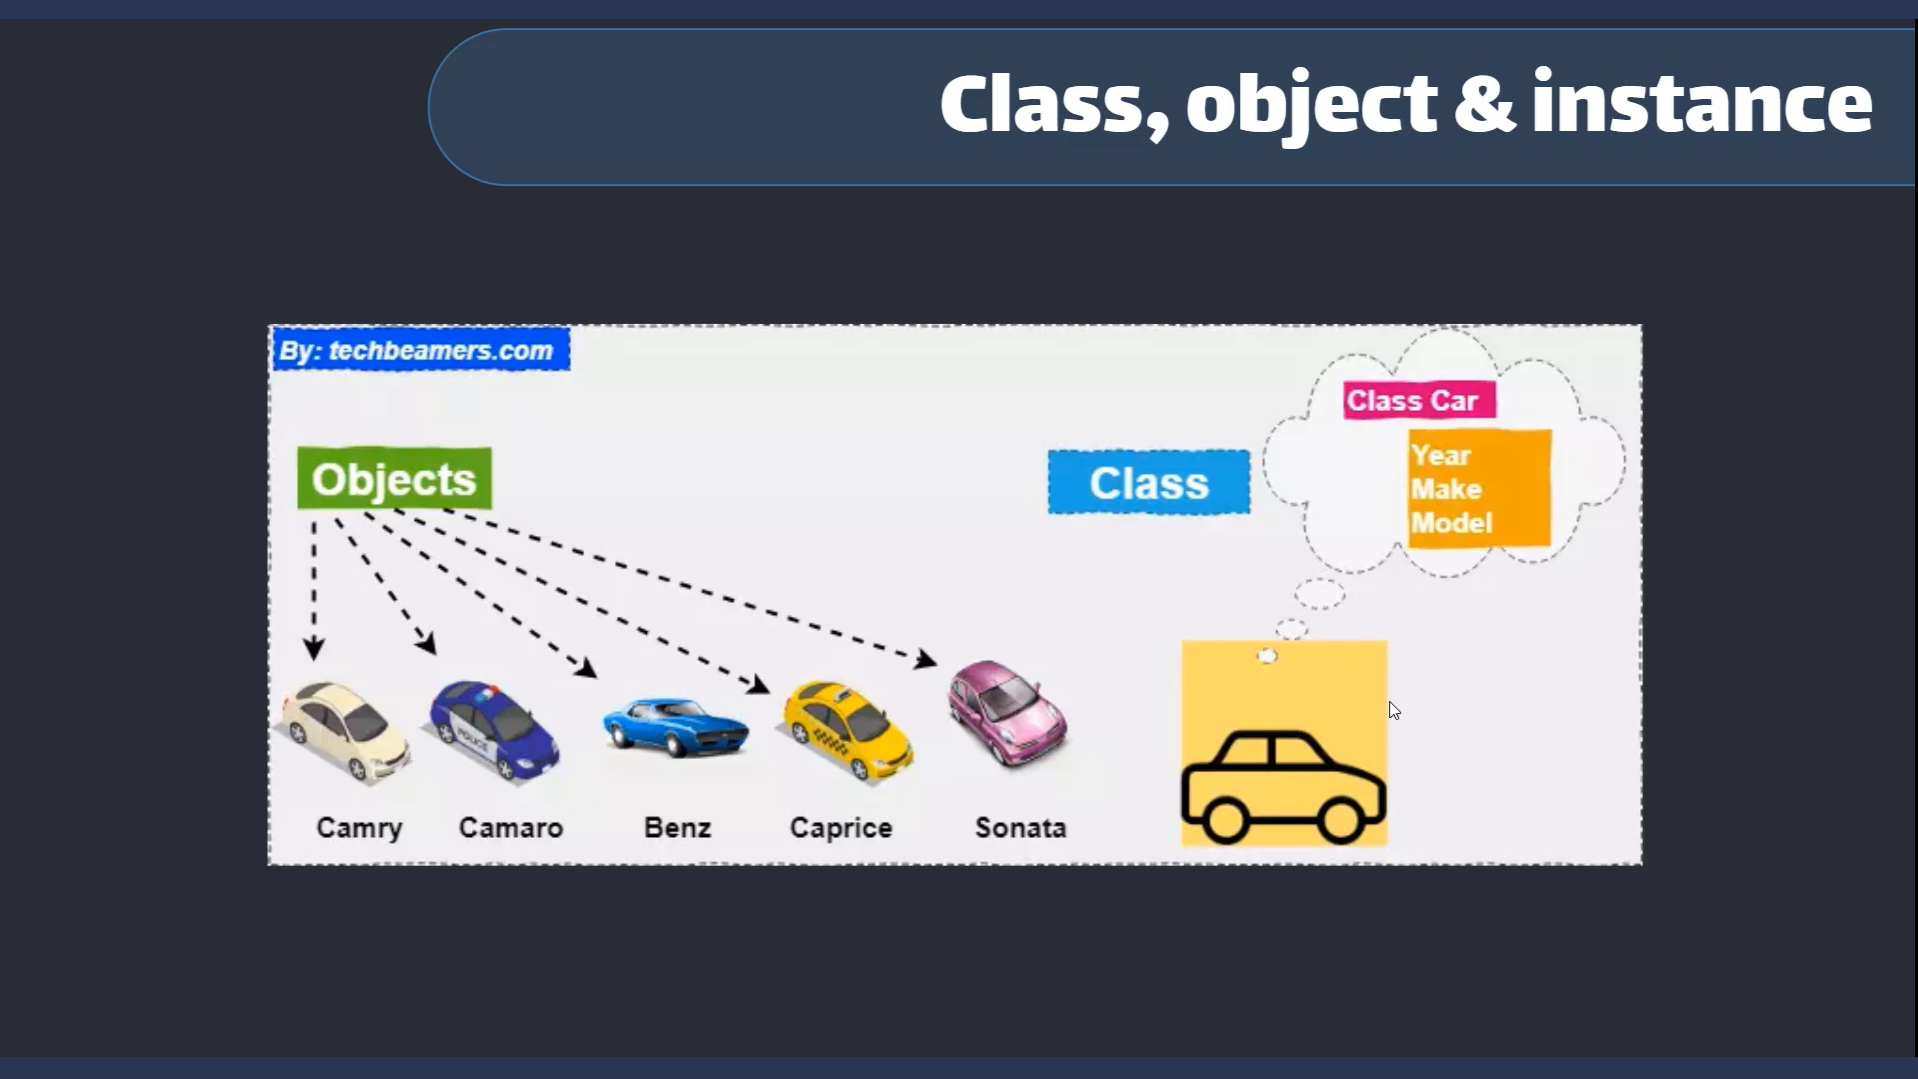 Class, object & instance
By: techbeamers.com
Class Car
Year
Make
Model
Objects
Class
POLICE
Camry
Camaro
Benz
Caprice
Sonata